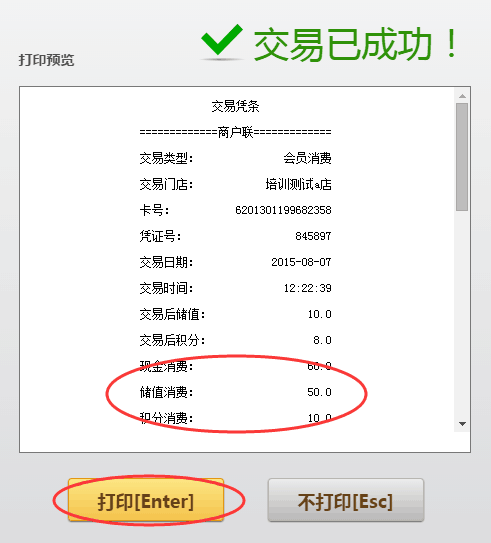 交易已成功！
打印预览
交易凭条
=============商户联=============
交易类型： 会员消费
交易门店： 培训测试a店
卡号： 6201301199682358
凭证号： 845897
交易日期： 2015-08-07
交易时间： 12:22:39
交易后储值： 10.0
交易后积分： 8.0
现金消费： 60.0
储值消费： 50.0
积分消费： 10.0
打印[Enter] 不打印[Esc]